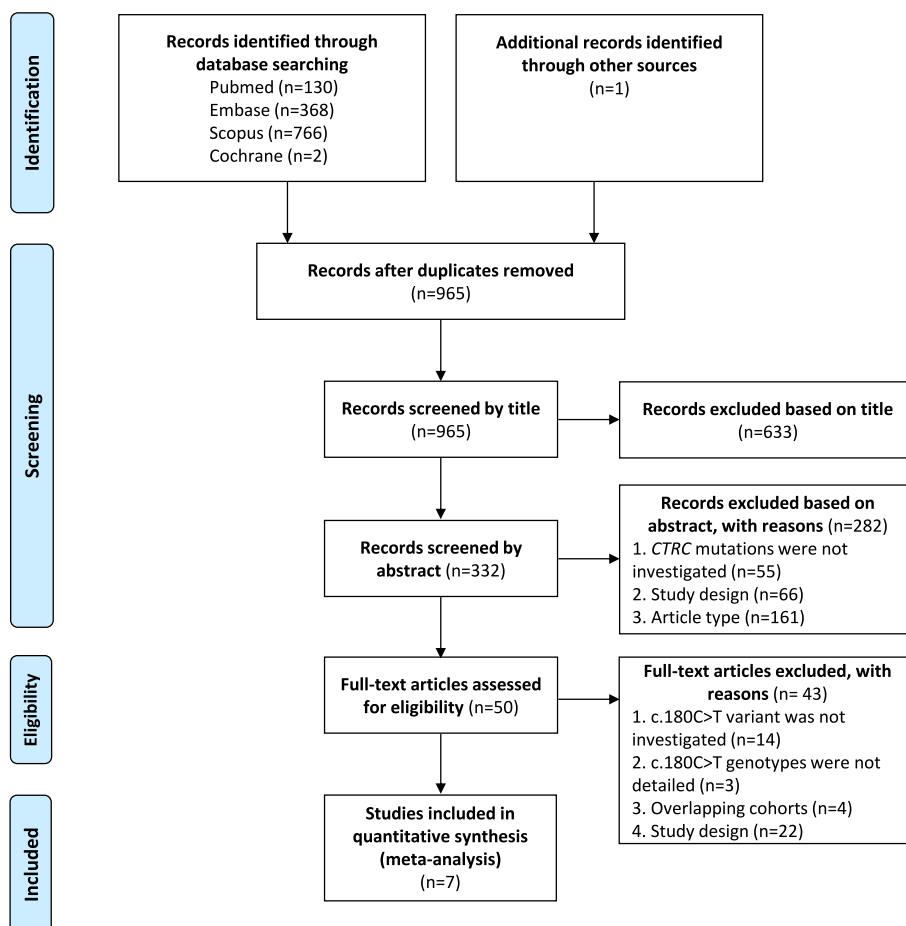 Identification
Records identified through
database searching
Pubmed (n=130)
Embase (n=368)
Scopus (n=766)
Cochrane (n=2)
Additional records identified
through other sources
(n=1)
Screening
Records after duplicates removed
(n=965)
Records screened by title
(n=965)
Records excluded based on title
(n=633)
Records screened by
abstract (n=332)
Records excluded based on
abstract, with reasons (n=282)
1. CTRC mutations were not
investigated (n=55)
2. Study design (n=66)
3. Article type (n=161)
Eligibility
Full-text articles assessed
for eligibility (n=50)
Full-text articles excluded, with
reasons (n= 43)
1. c.180C>T variant was not
investigated (n=14)
2. c.180C>T genotypes were not
detailed (n=3)
3. Overlapping cohorts (n=4)
4. Study design (n=22)
Included
Studies included in
quantitative synthesis
(meta-analysis)
(n=7)